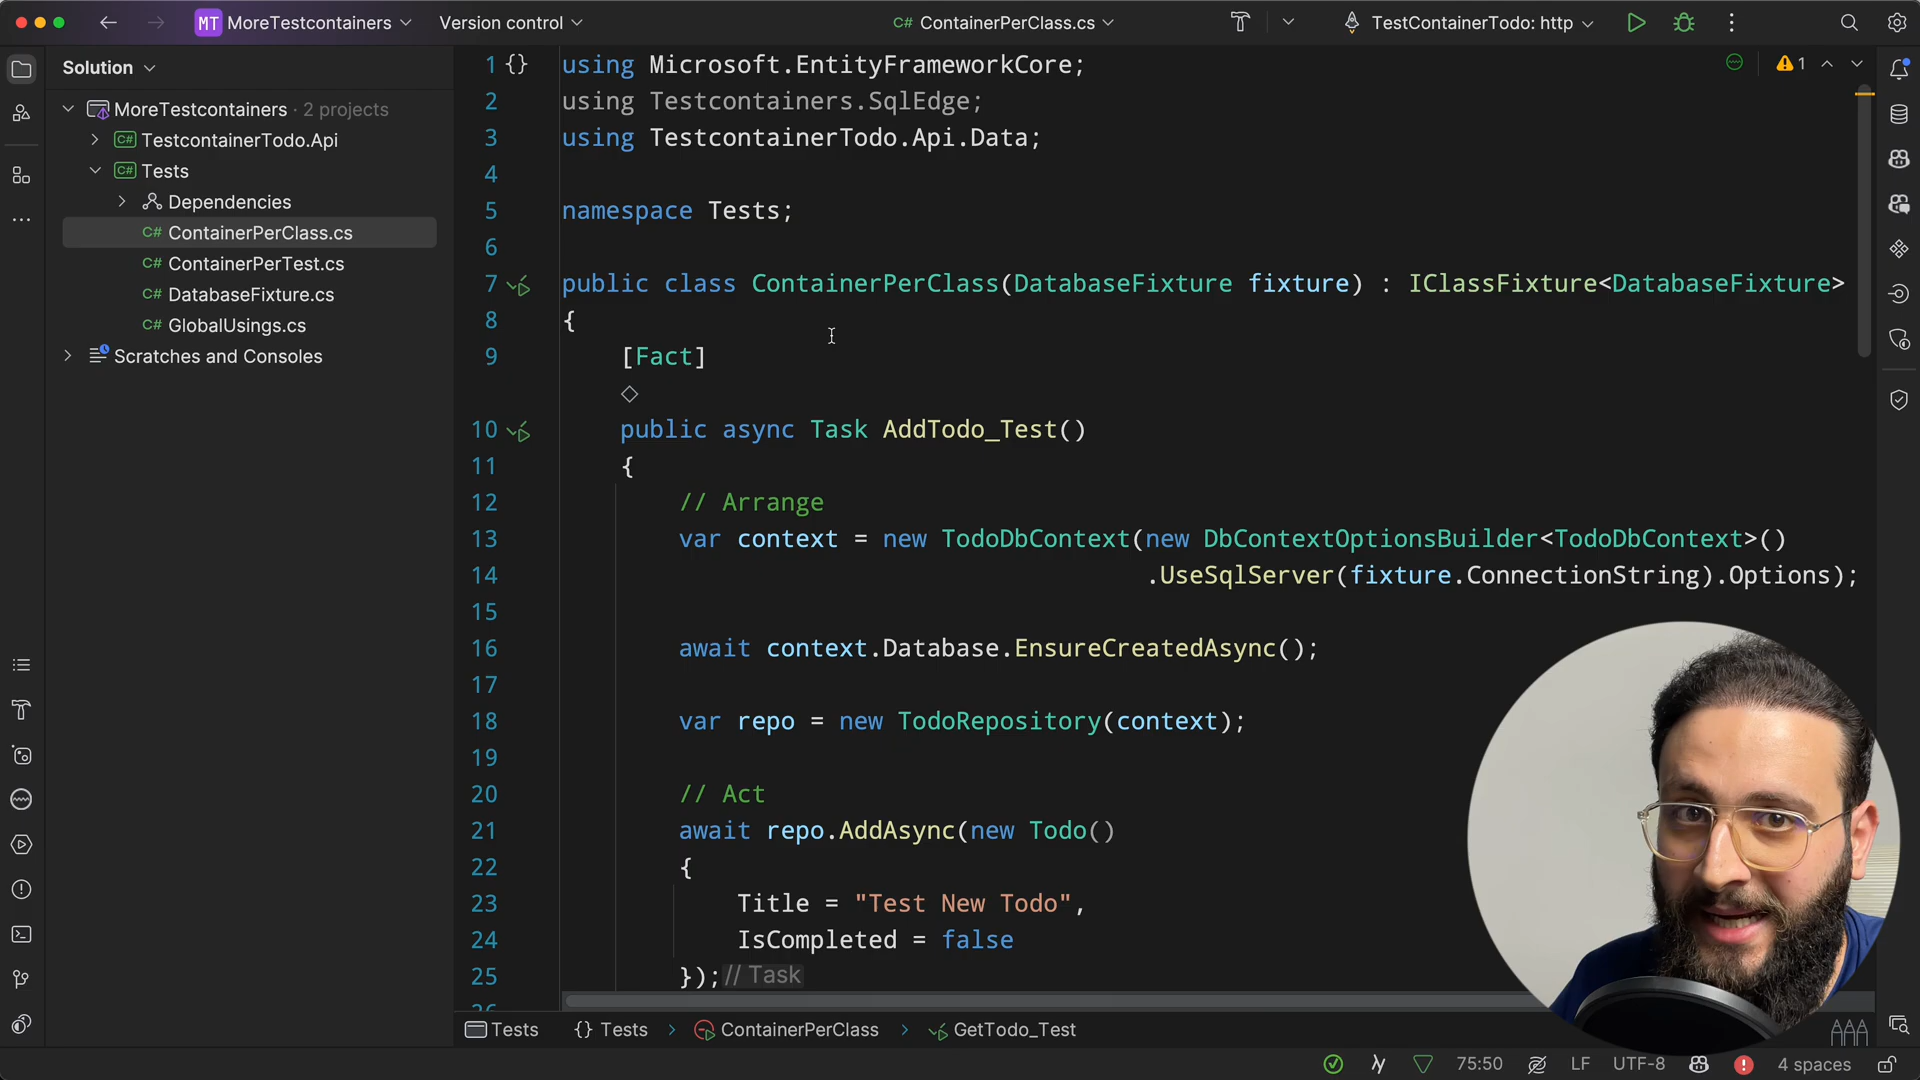 MT MoreTestcontainers
Version control
C# ContainerPerClass.cs
TestContainerTodo: http
Solution
MoreTestcontainers · 2 projects
C# TestcontainerTodo.Api
C# Tests
Dependencies
C# ContainerPerClass.cs
C# ContainerPerTest.cs
C# DatabaseFixture.cs
C# GlobalUsings.cs
Scratches and Consoles
1
1 {} using Microsoft.EntityFrameworkCore;
2 using Testcontainers.SqlEdge;
3 using TestcontainerTodo.Api.Data;
4
5 namespace Tests;
6
7 public class ContainerPerClass(DatabaseFixture fixture) : IClassFixture<DatabaseFixture>
8 {
9 [Fact]
10 public async Task AddTodo_Test()
11 {
12 // Arrange
13 var context = new TodoDbContext(new DbContextOptionsBuilder<TodoDbContext>()
14 .UseSqlServer(fixture.ConnectionString).Options);
15
16 await context.Database.EnsureCreatedAsync();
17
18 var repo = new TodoRepository(context);
19
20 // Act
21 await repo.AddAsync(new Todo()
22 {
23 Title = "Test New Todo",
24 IsCompleted = false
25 }); // Task
Tests {} Tests > ContainerPerClass > GetTodo_Test
75:50 LF UTF-8 4 spaces